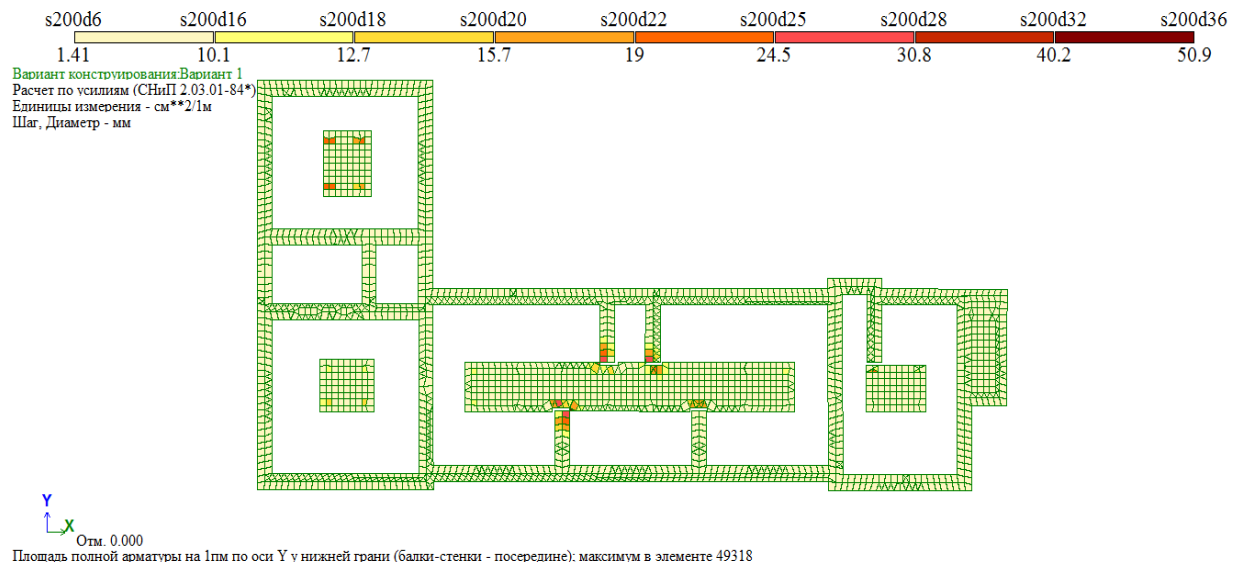 s200d6 s200d16 s200d18 s200d20 s200d22 s200d25 s200d28 s200d32 s200d36
1.41 10.1 12.7 15.7 19 24.5 30.8 40.2 50.9
Вариант конструирования:Вариант 1
Расчет по усилиям (СНиП 2.03.01-84*)
Единицы измерения - см**2/1м
Шаг, Диаметр - мм
Y
X
Отм. 0.000
Площадь полной арматуры на 1пм по оси Y у нижней грани (балки-стенки - посередине); максимум в элементе 49318